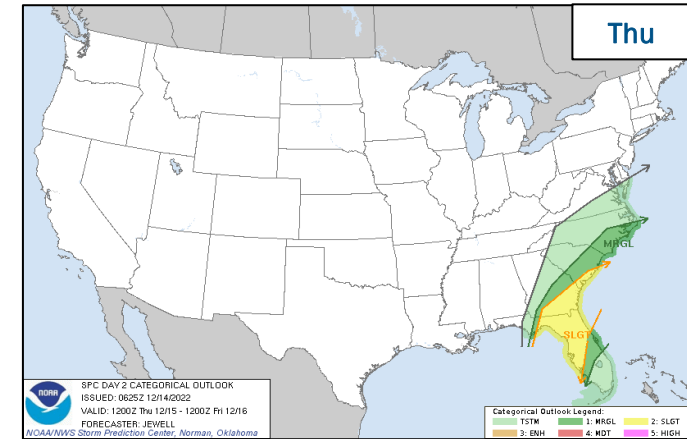 Thu
MRGL
SLGT
NOAA
SPC DAY 2 CATEGORICAL OUTLOOK
ISSUED: 0625Z 12/14/2022
VALID: 1200Z Thu 12/15 - 1200Z Fri 12/16
FORECASTER: JEWELL
NOAA/NWS Storm Prediction Center, Norman, Oklahoma
Categorical Outlook Legend:
TSTM 1: MRGL 2: SLGT
3: ENH 4: MDT 5: HIGH